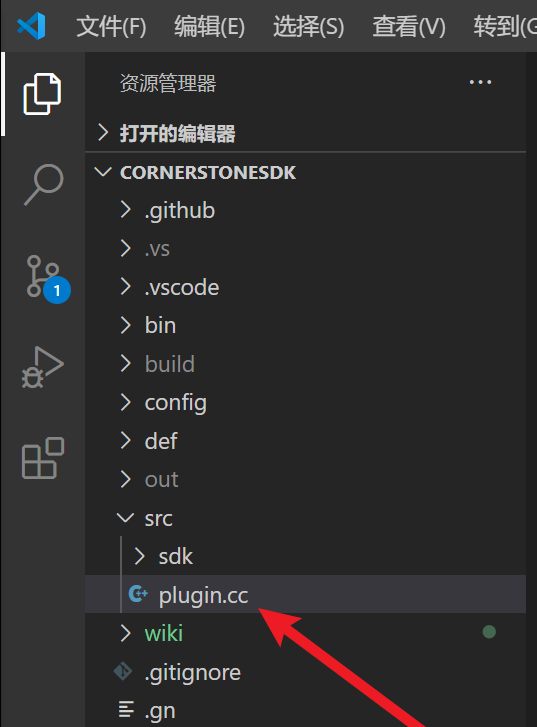 文件(F) 编辑(E) 选择(S) 查看(V) 转到(G
资源管理器 ···
打开的编辑器
CORNERSTONESDK
.github
.vs
.vscode
1
bin
build
config
def
out
src
sdk
plugin.cc
wiki
.gitignore
.gn